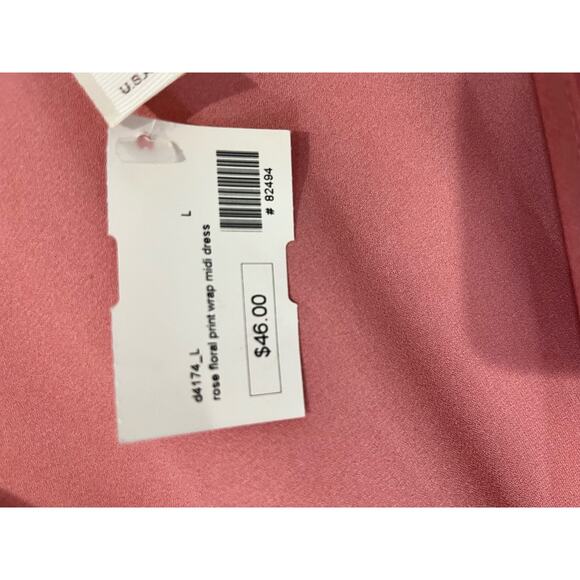 U.S.A
d4174_L
rose floral print wrap midi dress
L
$46.00
# 82494